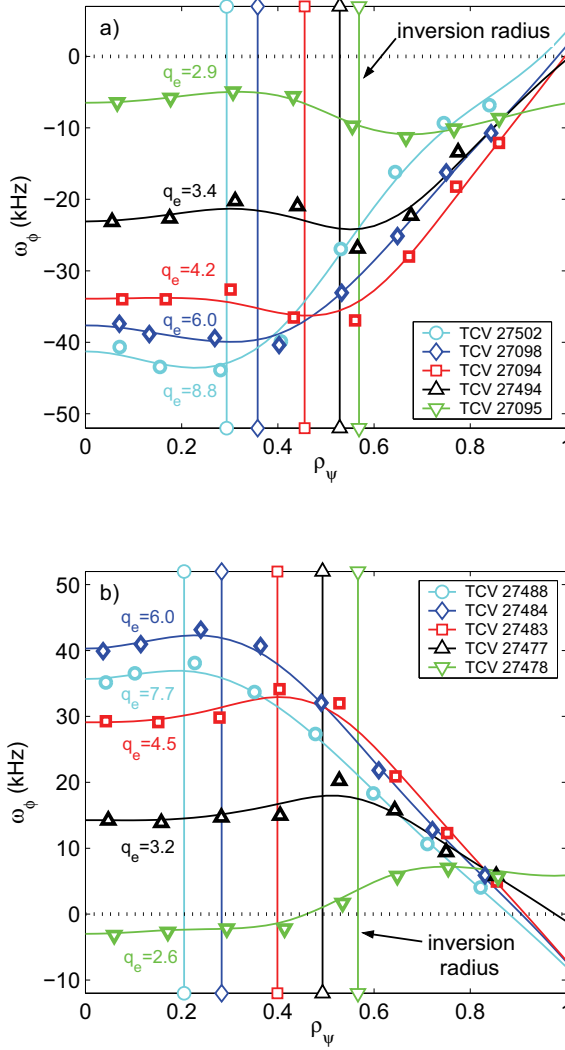 a)
inversion radius
q_e=2.9
q_e=3.4
q_e=4.2
q_e=6.0
q_e=8.8
TCV 27502
TCV 27098
TCV 27094
TCV 27494
TCV 27095
ω_ϕ (kHz)
0
−10
−20
−30
−40
−50
0 0.2 0.4 0.6 0.8 1
ρ_ψ
b)
q_e=6.0
q_e=7.7
q_e=4.5
q_e=3.2
q_e=2.6
TCV 27488
TCV 27484
TCV 27483
TCV 27477
TCV 27478
inversion
radius
ω_ϕ (kHz)
50
40
30
20
10
0
−10
0 0.2 0.4 0.6 0.8 1
ρ_ψ